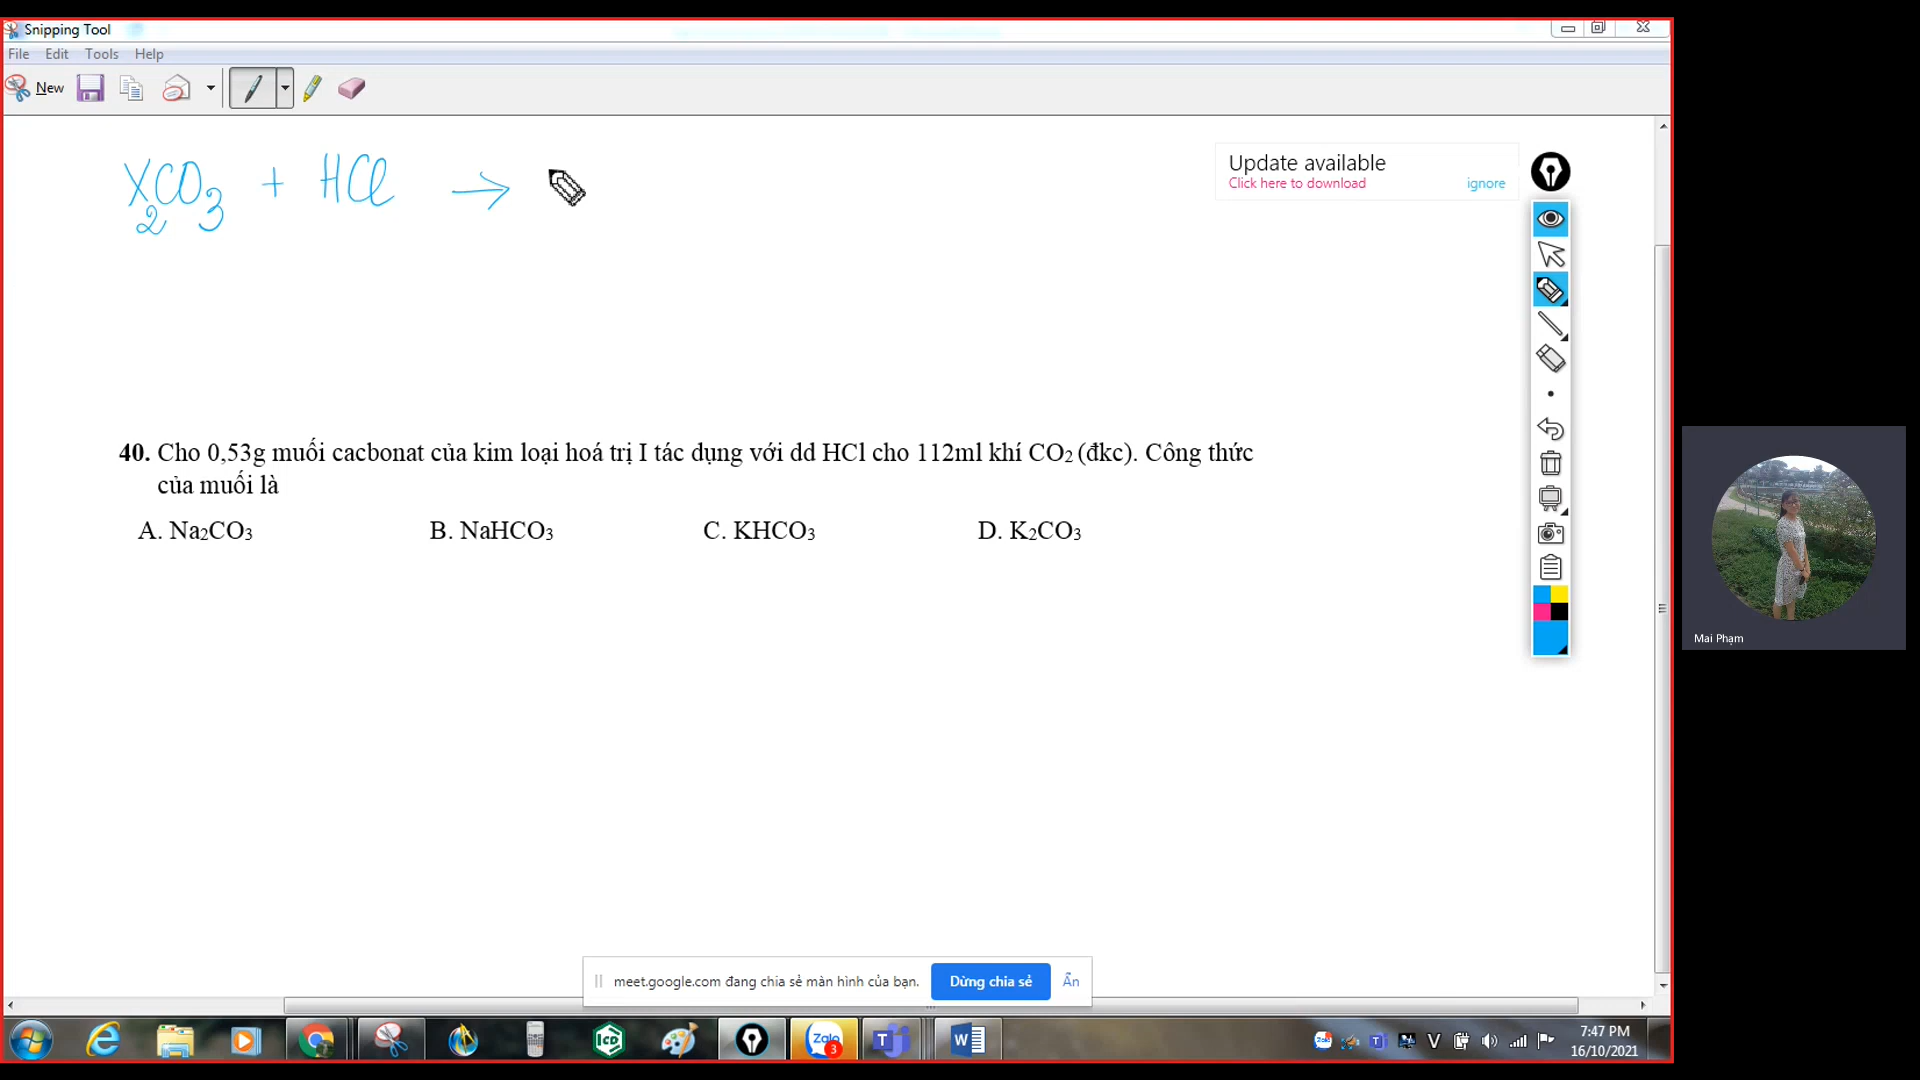 Snipping Tool
File Edit Tools Help
New
X₂CO₃ + HCl →
Update available
Click here to download ignore
40. Cho 0,53g muối cacbonat của kim loại hoá trị I tác dụng với dd HCl cho 112ml khí CO₂ (đkc). Công thức
của muối là
A. Na₂CO₃ B. NaHCO₃ C. KHCO₃ D. K₂CO₃
Mai Phạm
meet.google.com đang chia sẻ màn hình của bạn. Dừng chia sẻ Ẩn
7:47 PM
16/10/2021